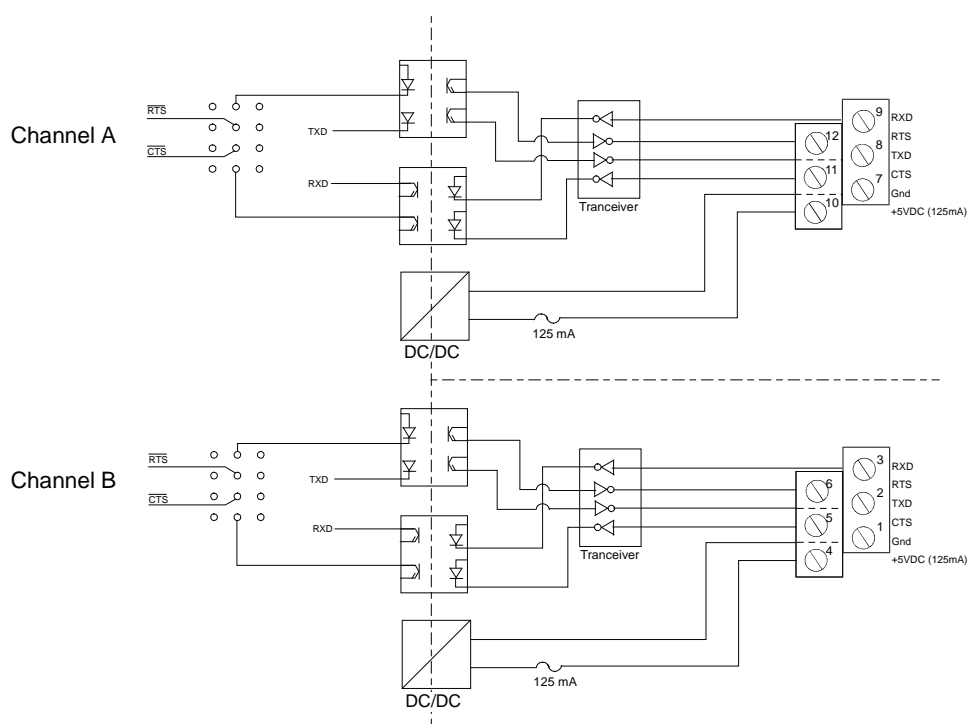 Channel A
RTS
CTS
TXD
RXD
Tranceiver
12
11
10
9
8
7
RXD
RTS
TXD
CTS
Gnd
+5VDC (125mA)
125 mA
DC/DC
Channel B
RTS
CTS
TXD
RXD
Tranceiver
6
5
4
3
2
1
RXD
RTS
TXD
CTS
Gnd
+5VDC (125mA)
125 mA
DC/DC